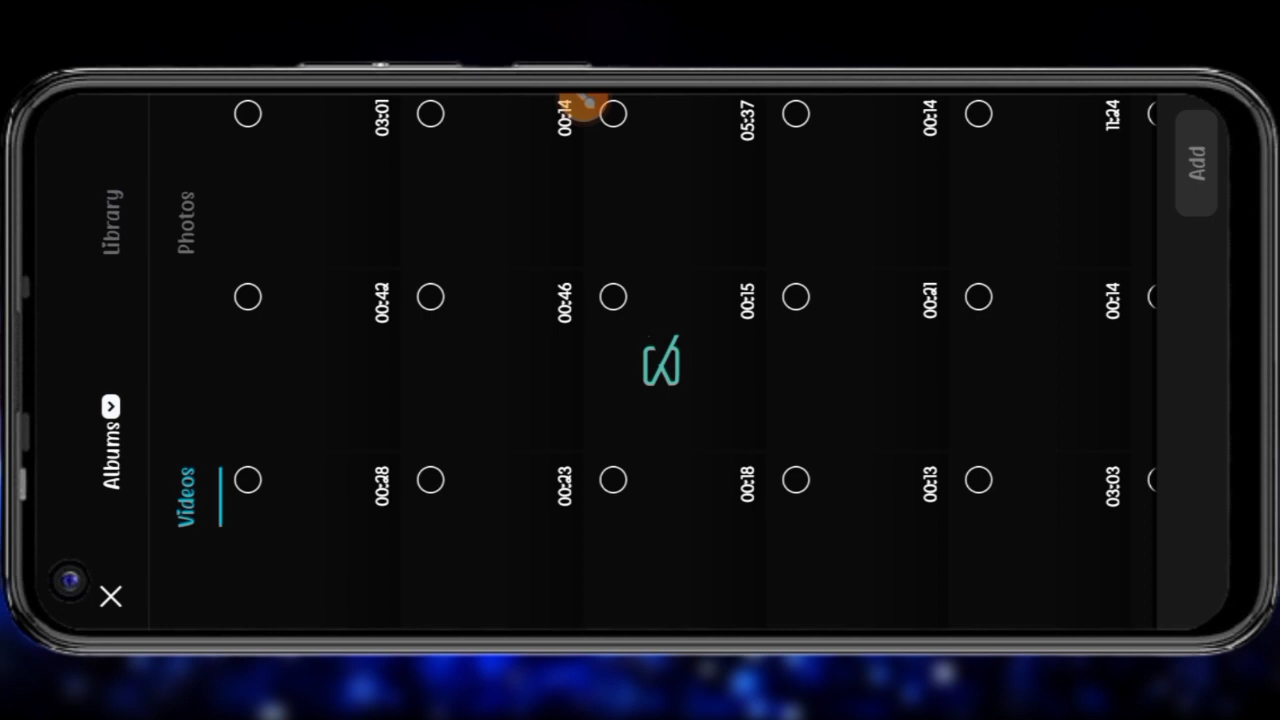 Albums Library
Videos Photos
00:28 00:42 03:01
00:23 00:46 00:14
00:18 00:15 05:37
00:13 00:21 00:14
03:03 00:14 11:24
Add